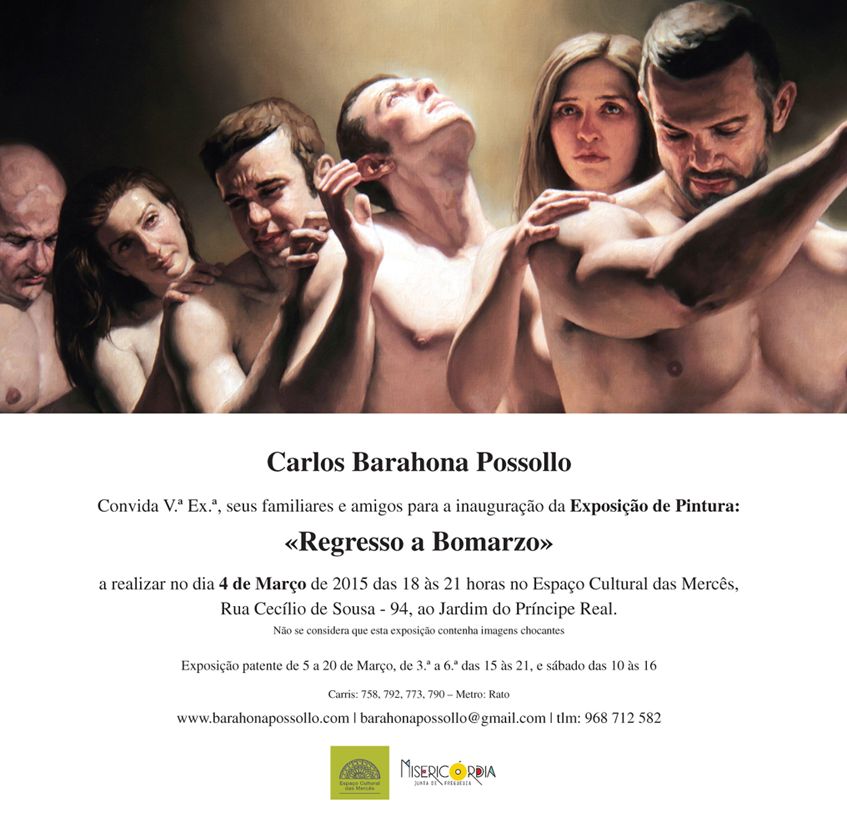 Carlos Barahona Possollo
Convida V.ª Ex.ª, seus familiares e amigos para a inauguração da Exposição de Pintura:
«Regresso a Bomarzo»
a realizar no dia 4 de Março de 2015 das 18 às 21 horas no Espaço Cultural das Mercês,
Rua Cecílio de Sousa - 94, ao Jardim do Príncipe Real.
Não se considera que esta exposição contenha imagens chocantes
Exposição patente de 5 a 20 de Março, de 3.ª a 6.ª das 15 às 21, e sábado das 10 às 16
Carris: 758, 792, 773, 790 – Metro: Rato
www.barahonapossollo.com | barahonapossollo@gmail.com | tlm: 968 712 582
Espaço Cultural
das Mercês
MISERICÓRDIA
JUNTA DE FREGUESIA